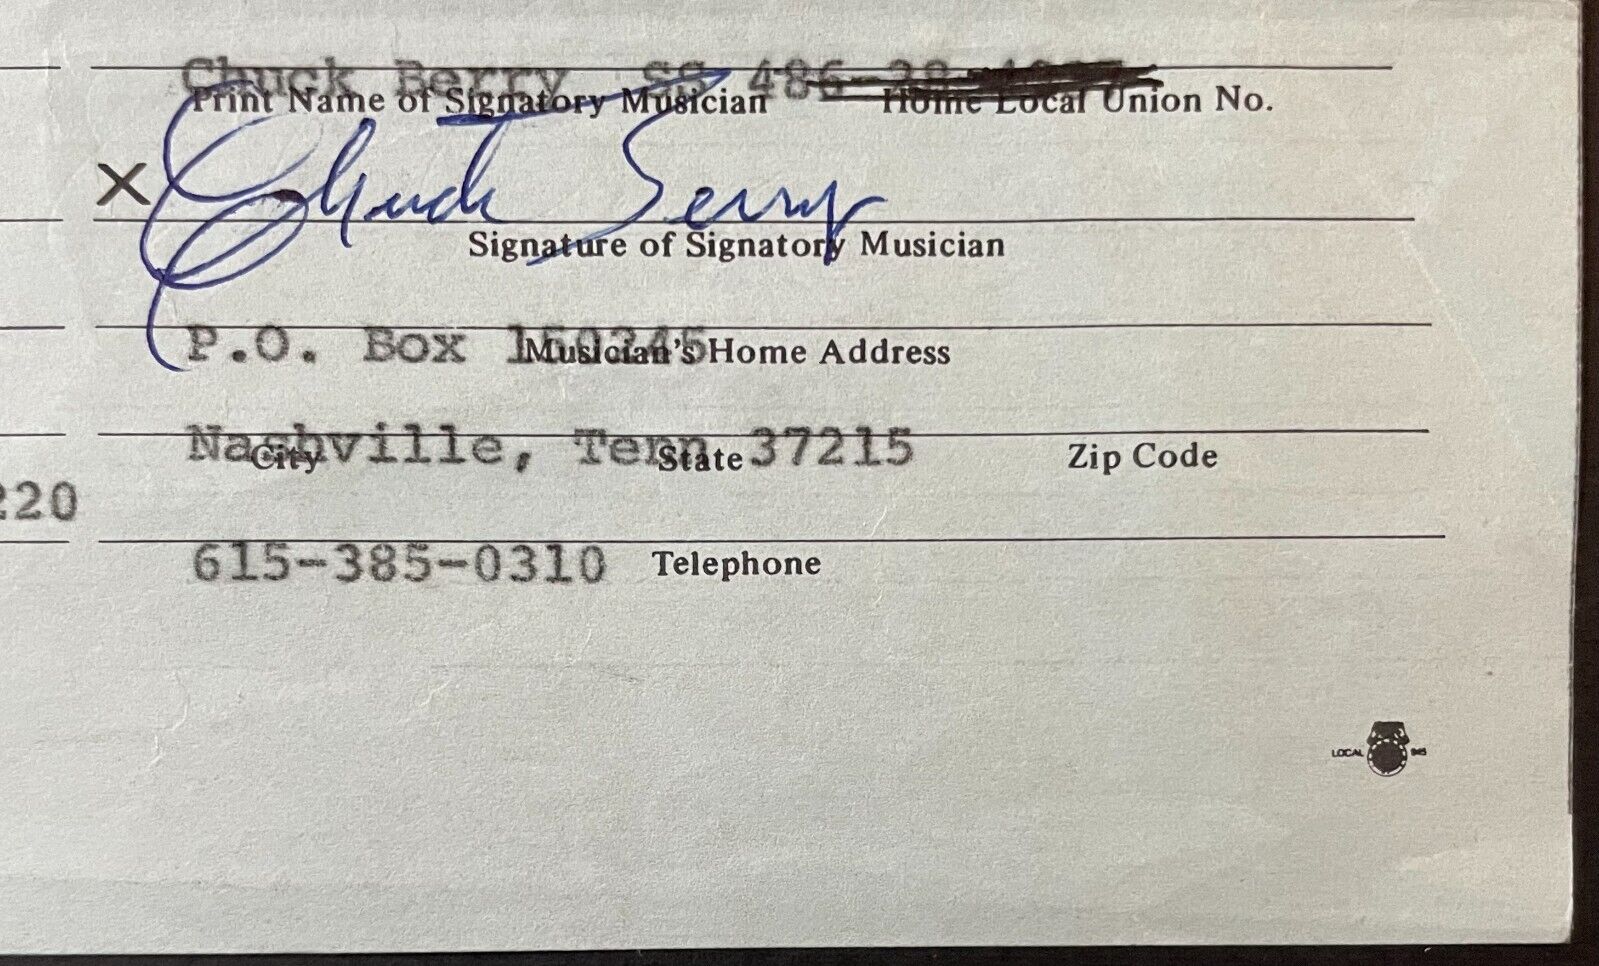 Chuck Berry SS
Print Name of Signatory Musician Home Local Union No.
X Chuck Berry
Signature of Signatory Musician
P.O. Box
Musician's Home Address
Nashville, Tenn 37215
City State Zip Code
220
615-385-0310 Telephone
LOCAL